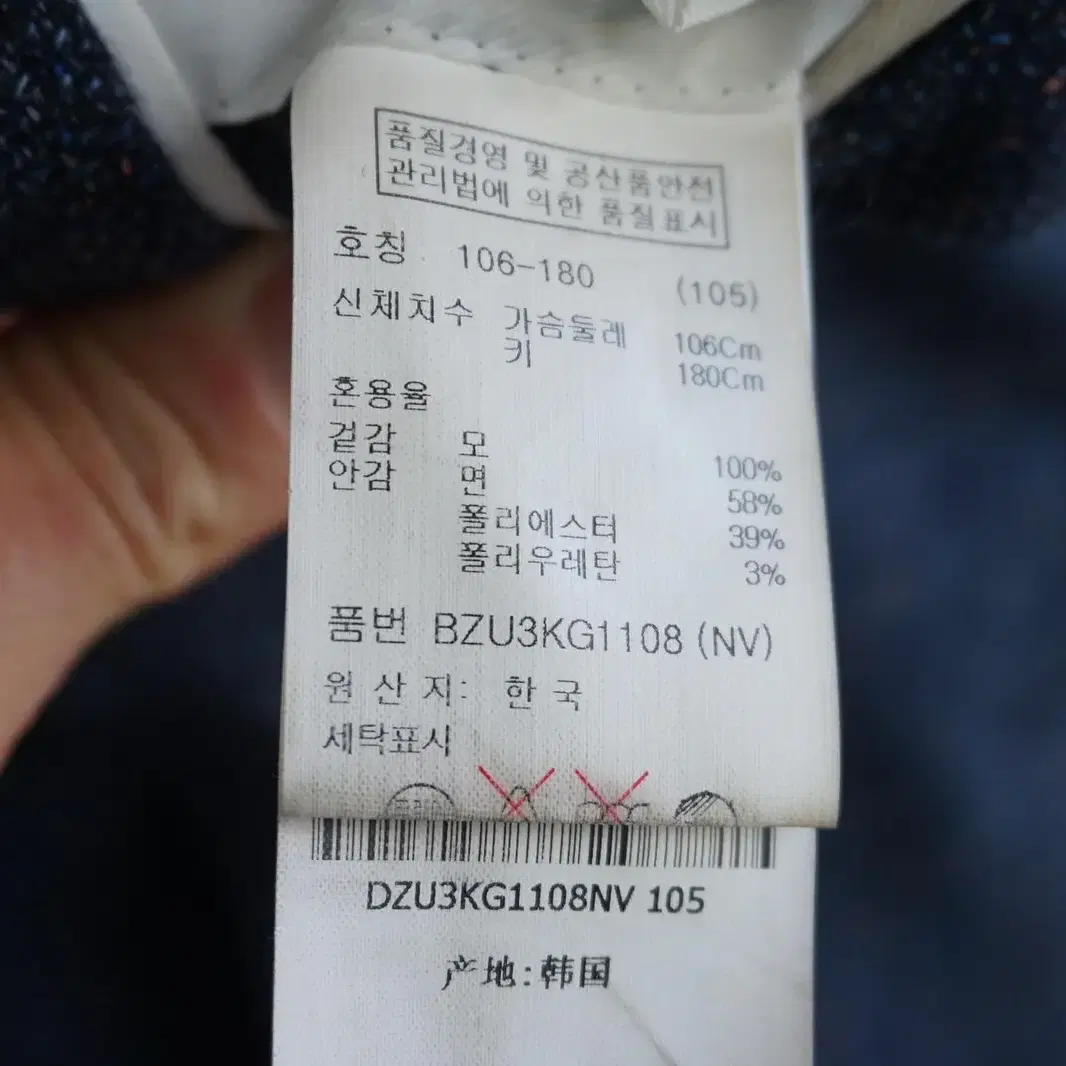 품질경영 및 공산품안전
관리법에 의한 품질표시
호칭 106-180 (105)
신체치수 가슴둘레 106Cm
키 180Cm
혼용율
겉감 모 100%
안감 면 58%
폴리에스터 39%
폴리우레탄 3%
품번 BZU3KG1108 (NV)
원 산 지: 한 국
세탁표시
DZU3KG1108NV 105
产地:韩国